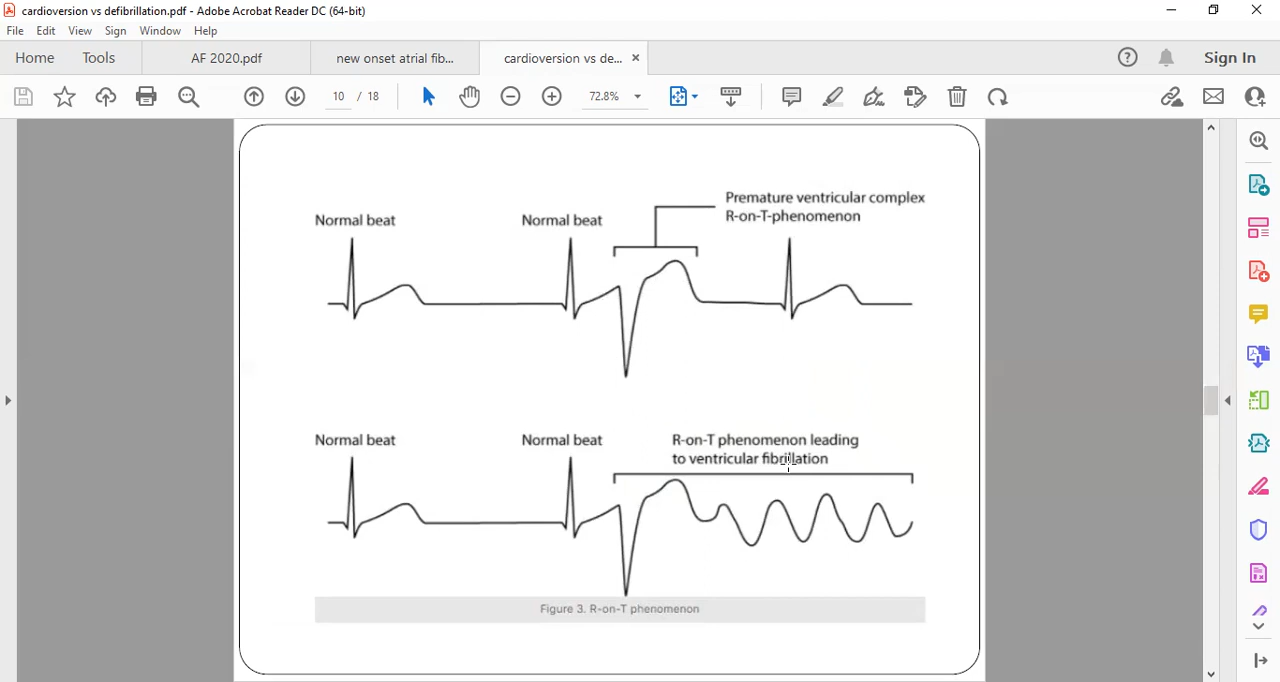 cardioversion vs defibrillation.pdf - Adobe Acrobat Reader DC (64-bit)
File Edit View Sign Window Help
Home Tools AF 2020.pdf new onset atrial fib... cardioversion vs de... × Sign In
10 / 18 72.8%
Premature ventricular complex
R-on-T-phenomenon
Normal beat Normal beat
R-on-T phenomenon leading
to ventricular fibrillation
Normal beat Normal beat
Figure 3. R-on-T phenomenon